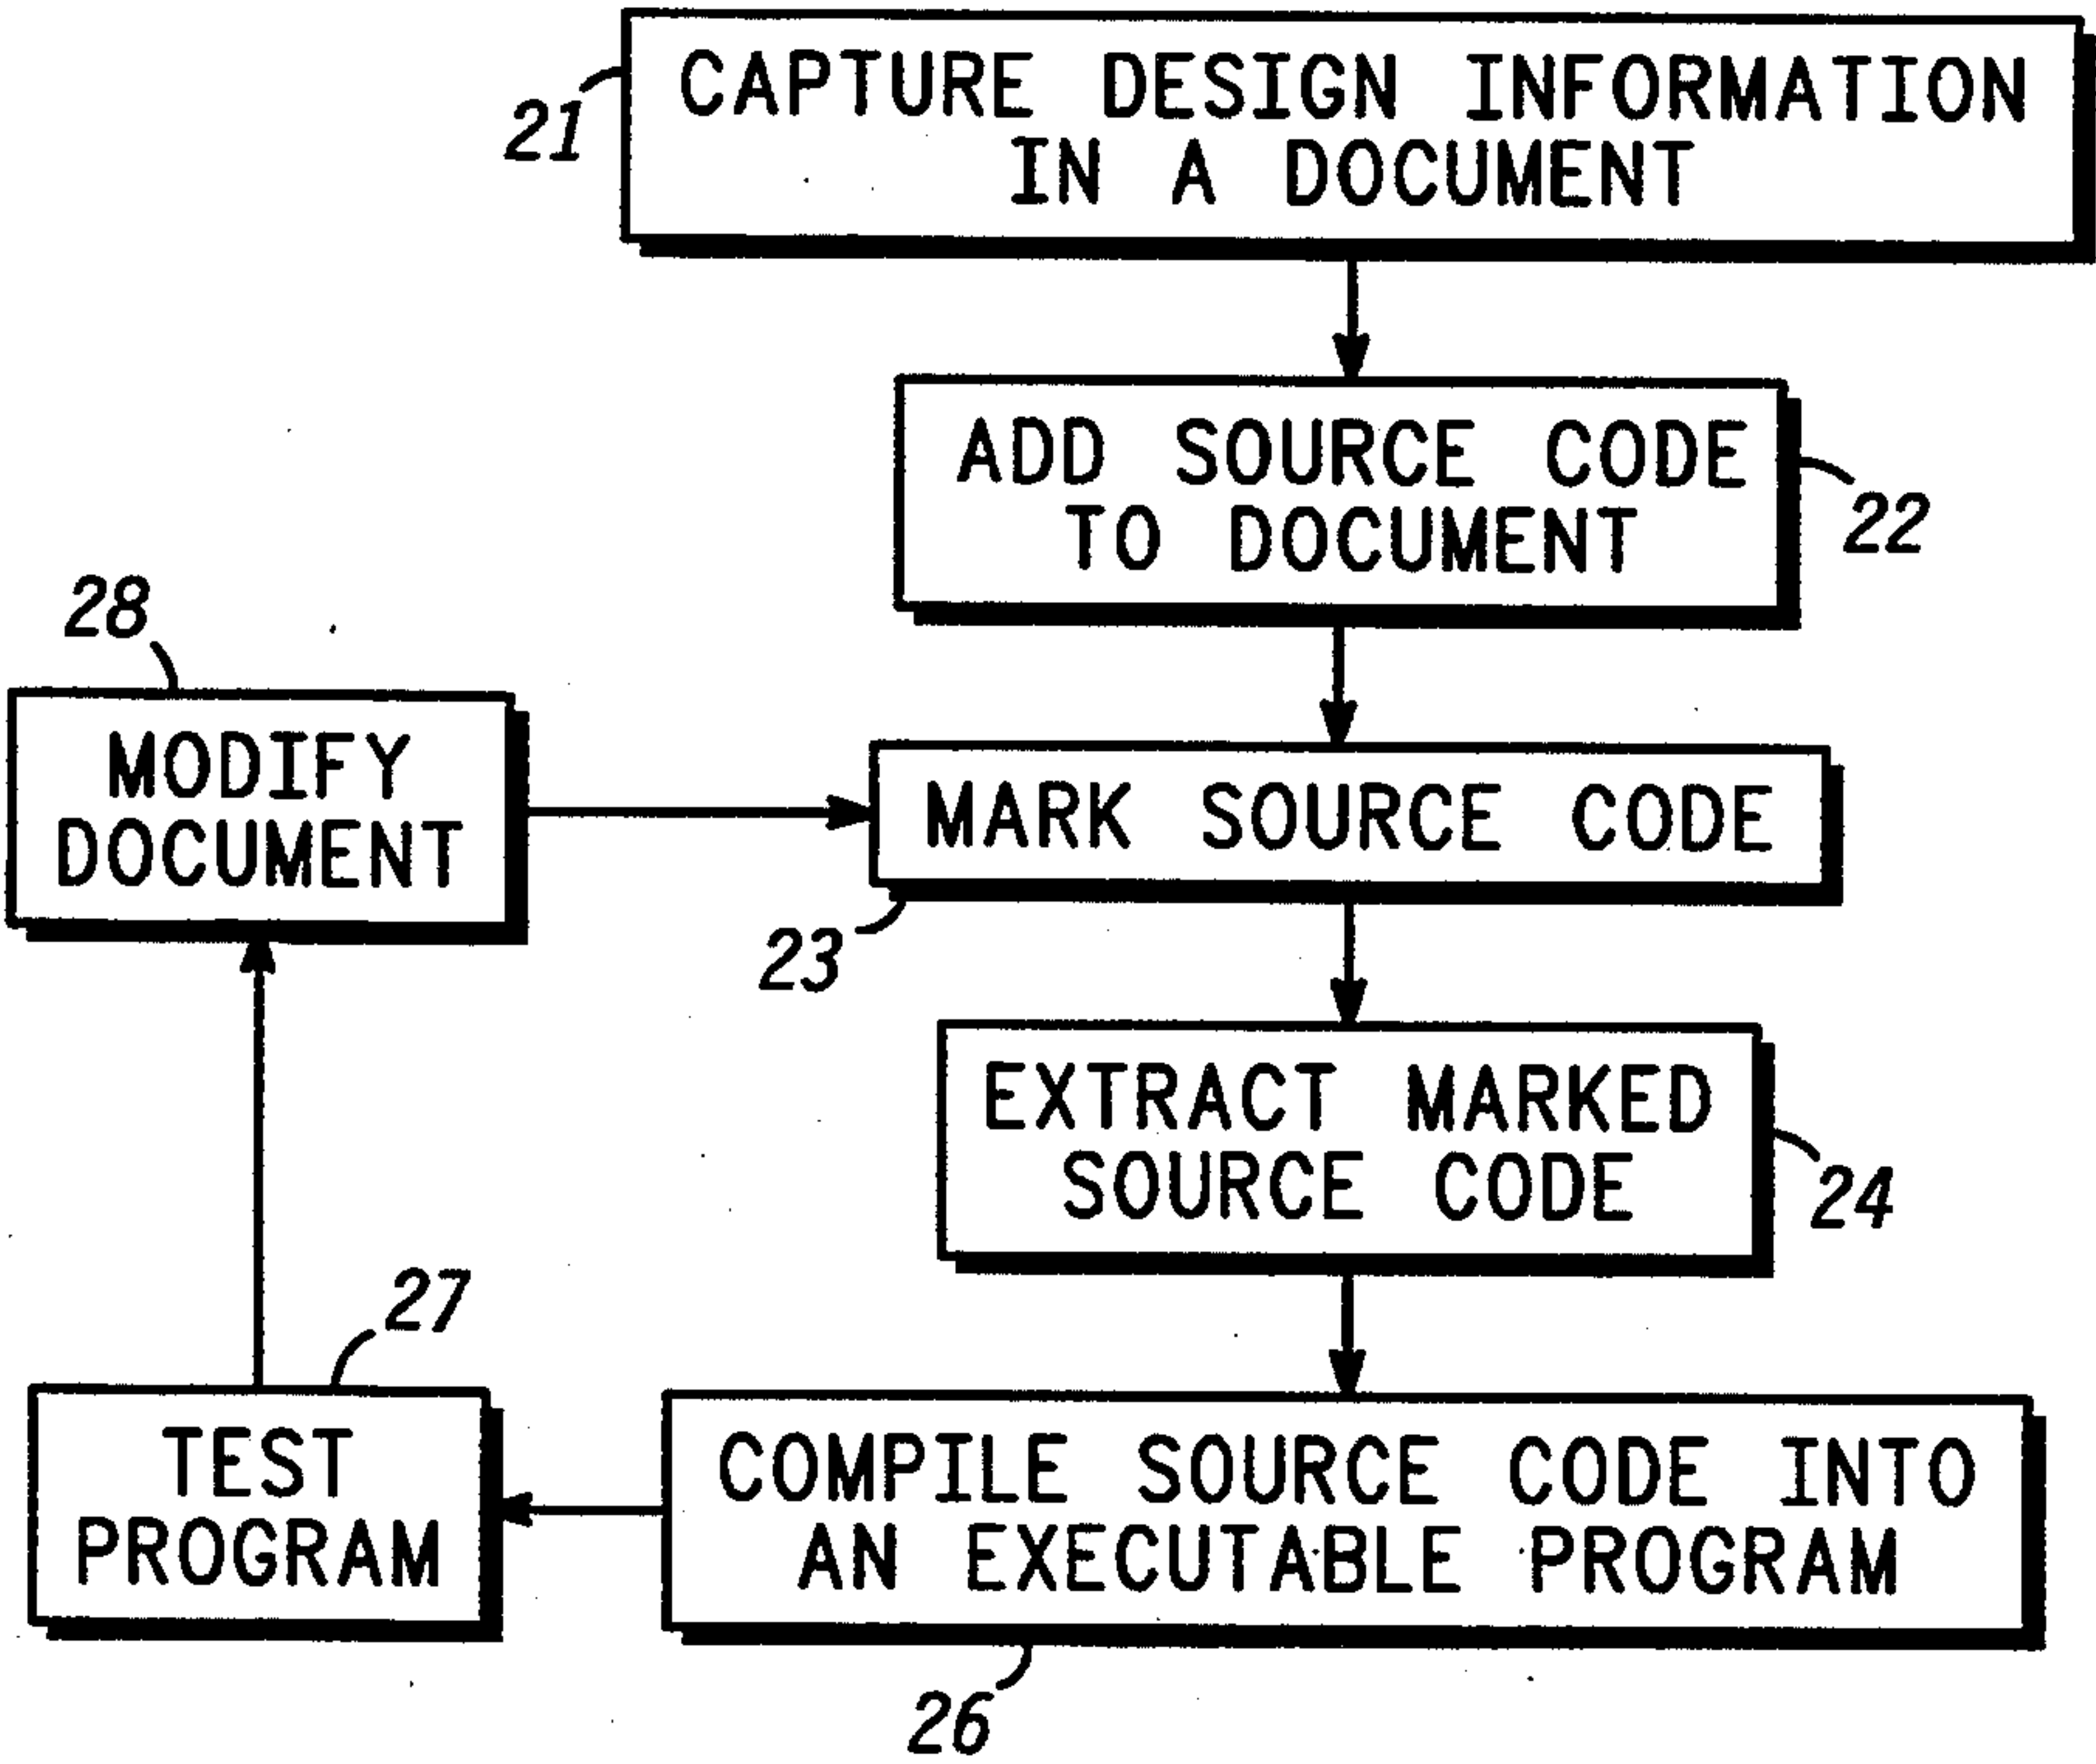 21
CAPTURE DESIGN INFORMATION
IN A DOCUMENT
ADD SOURCE CODE
TO DOCUMENT
22
28
MODIFY
DOCUMENT
MARK SOURCE CODE
23
EXTRACT MARKED
SOURCE CODE
24
27
TEST
PROGRAM
COMPILE SOURCE CODE INTO
AN EXECUTABLE PROGRAM
26